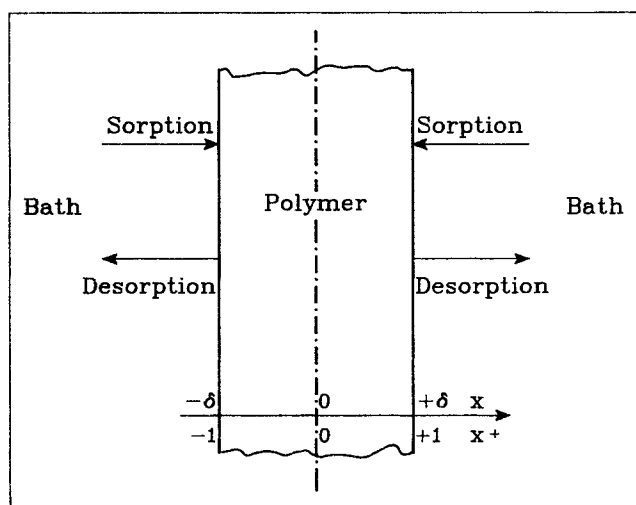 Sorption Sorption
Bath Polymer Bath
Desorption Desorption
−δ 0 +δ x
−1 0 +1 x+